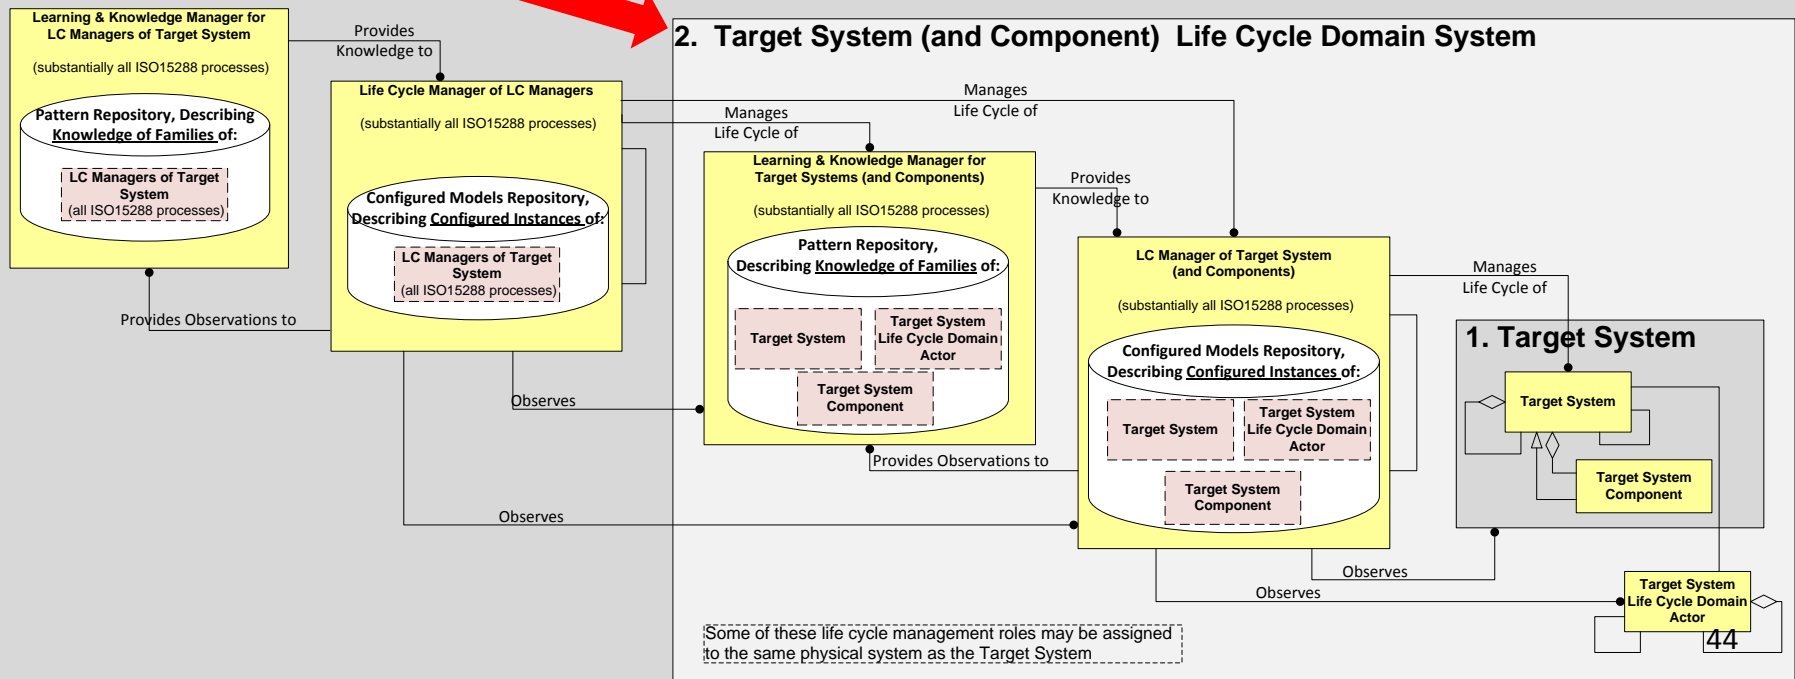 Learning & Knowledge Manager for
LC Managers of Target System
(substantially all ISO15288 processes)
Pattern Repository, Describing
Knowledge of Families of:
LC Managers of Target
System
(all ISO15288 processes)
Provides
Knowledge to
Life Cycle Manager of LC Managers
(substantially all ISO15288 processes)
Configured Models Repository,
Describing Configured Instances of:
LC Managers of Target
System
(all ISO15288 processes)
Provides Observations to
2. Target System (and Component) Life Cycle Domain System
Manages
Life Cycle of
Manages
Life Cycle of
Learning & Knowledge Manager for
Target Systems (and Components)
(substantially all ISO15288 processes)
Pattern Repository,
Describing Knowledge of Families of:
Target System
Target System
Life Cycle Domain
Actor
Target System
Component
Provides
Knowledge to
Observes
Provides Observations to
Observes
LC Manager of Target System
(and Components)
(substantially all ISO15288 processes)
Configured Models Repository,
Describing Configured Instances of:
Target System
Target System
Life Cycle Domain
Actor
Target System
Component
Manages
Life Cycle of
1. Target System
Target System
Target System
Component
Observes
Observes
Target System
Life Cycle Domain
Actor
44
Some of these life cycle management roles may be assigned
to the same physical system as the Target System